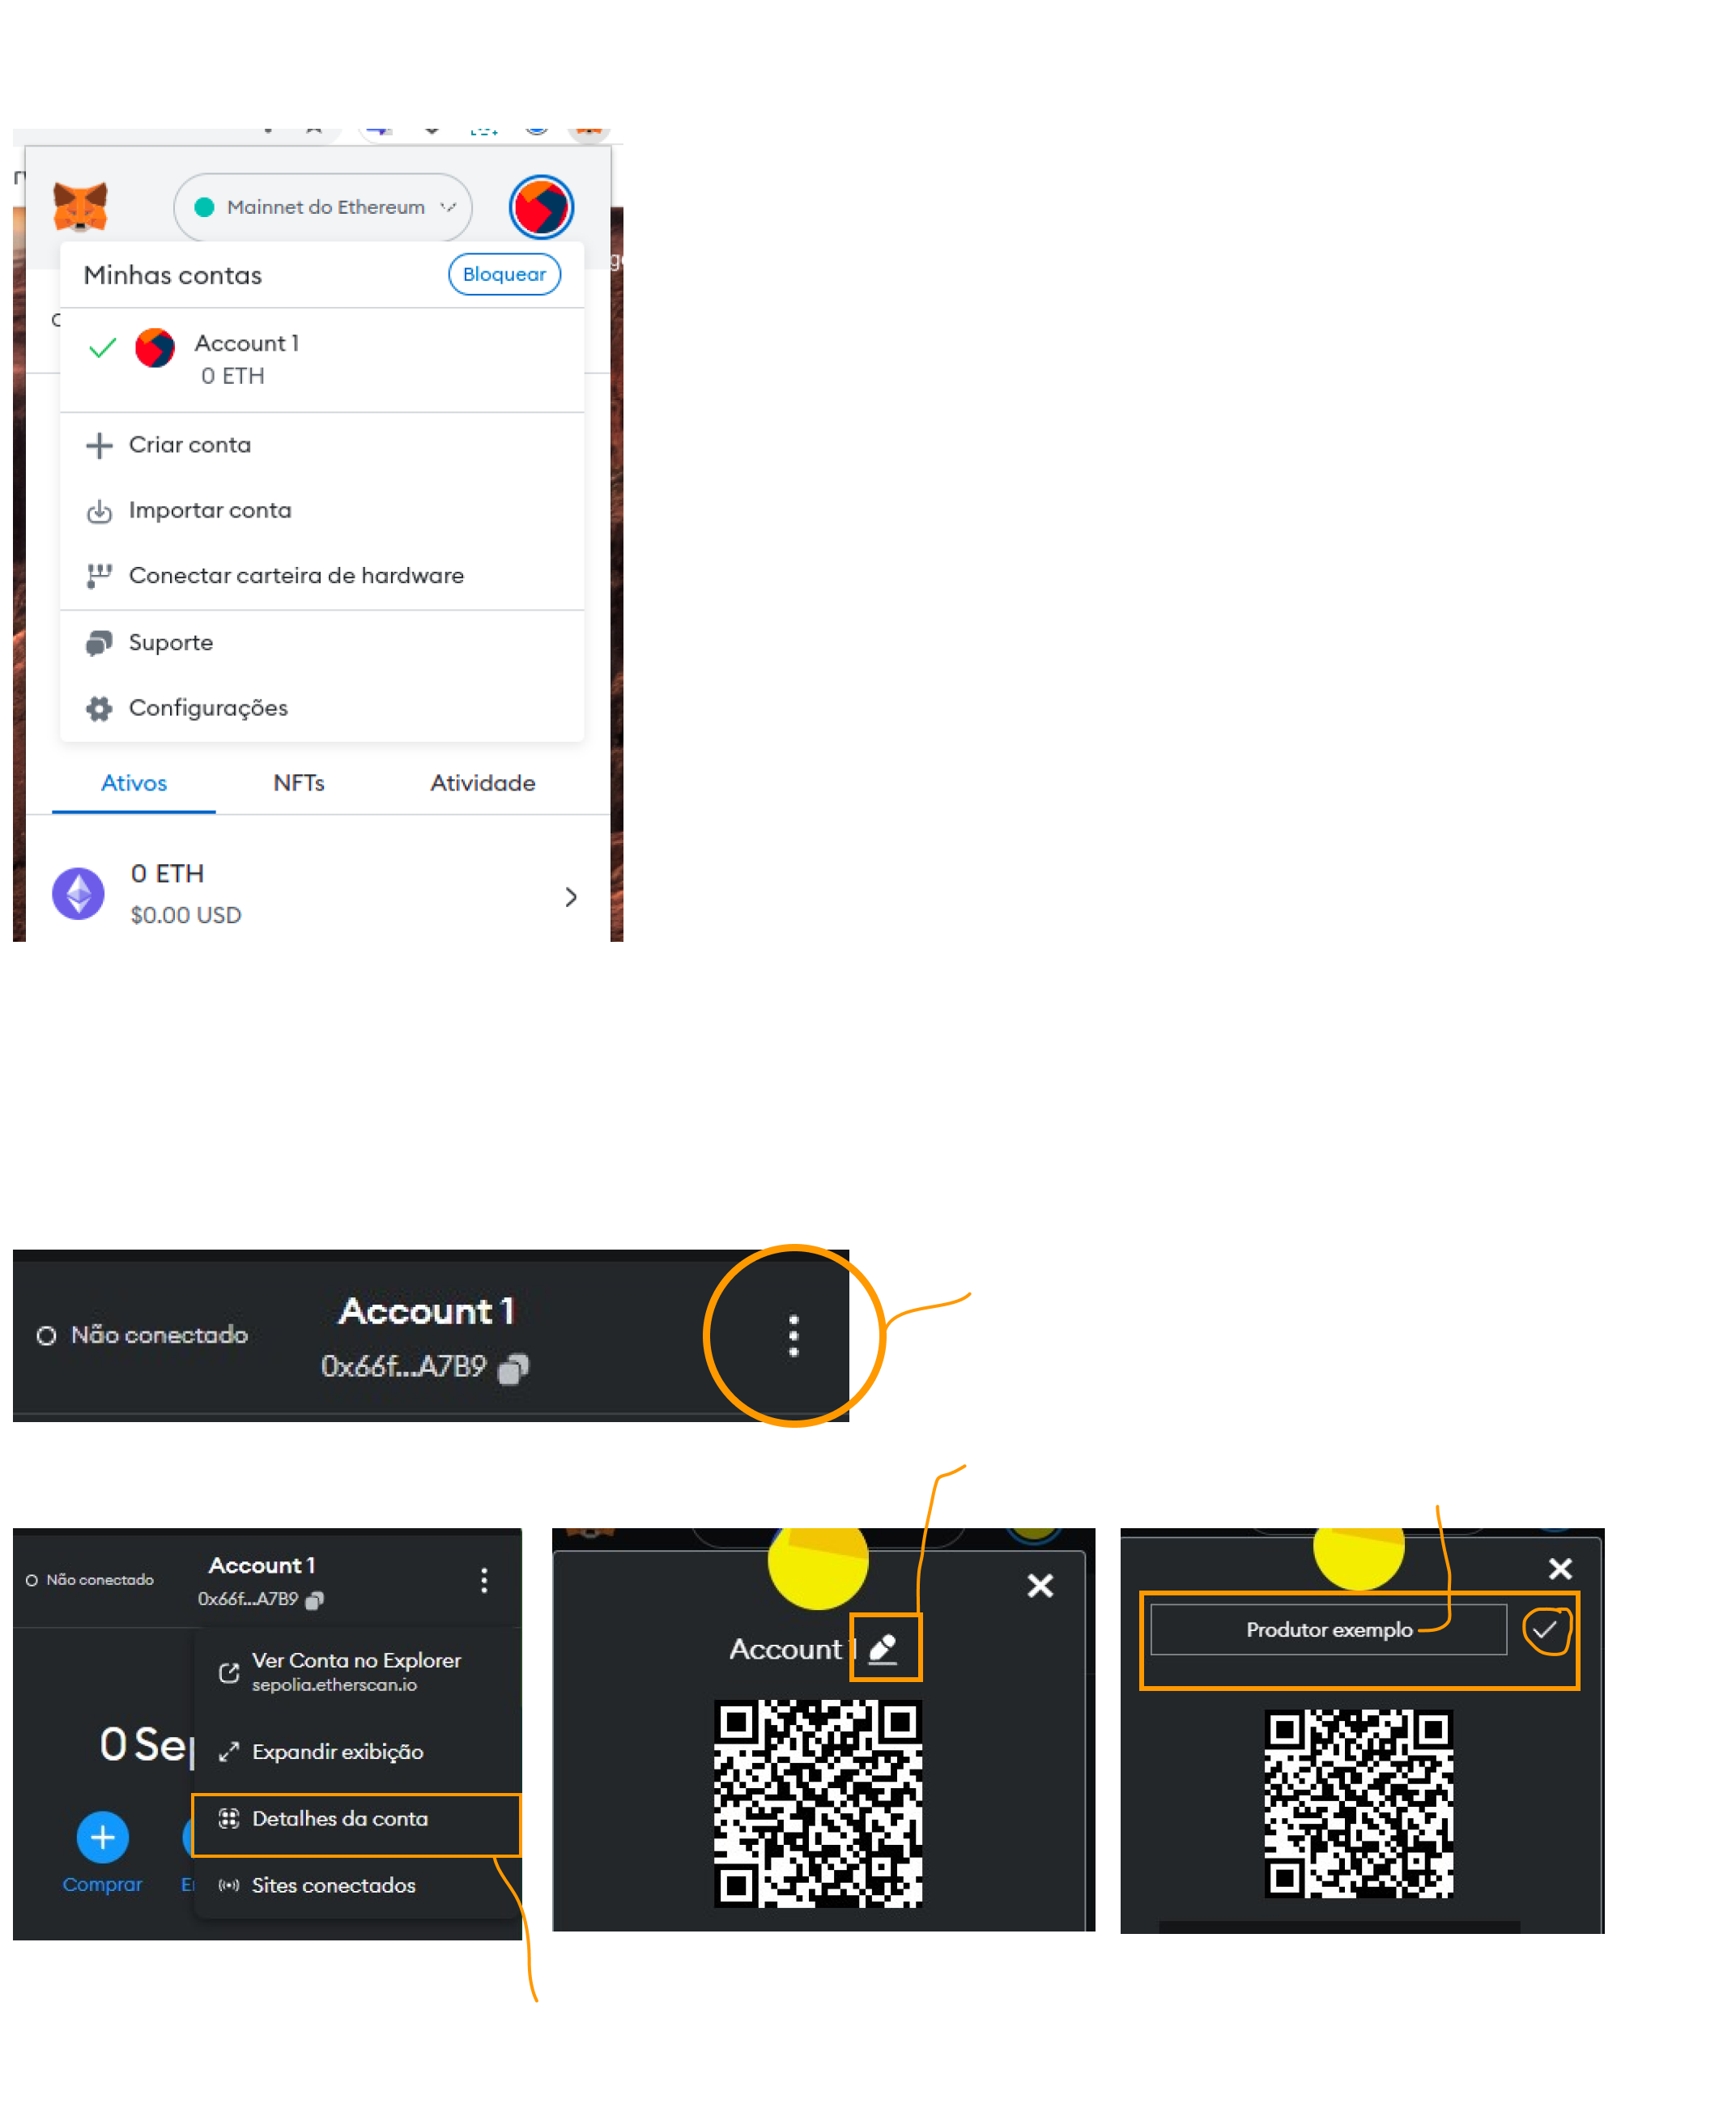 Mainnet do Ethereum
Minhas contas
Bloquear
Account 1
0 ETH
Criar conta
Importar conta
Conectar carteira de hardware
Suporte
Configurações
Ativos
NFTs
Atividade
0 ETH
$0.00 USD
Não conectado
Account 1
0x66f...A7B9
Não conectado
Account 1
0x66f...A7B9
Ver Conta no Explorer
sepolia.etherscan.io
0 Sep
Expandir exibição
Detalhes da conta
Comprar
Sites conectados
Account 1
Produtor exemplo